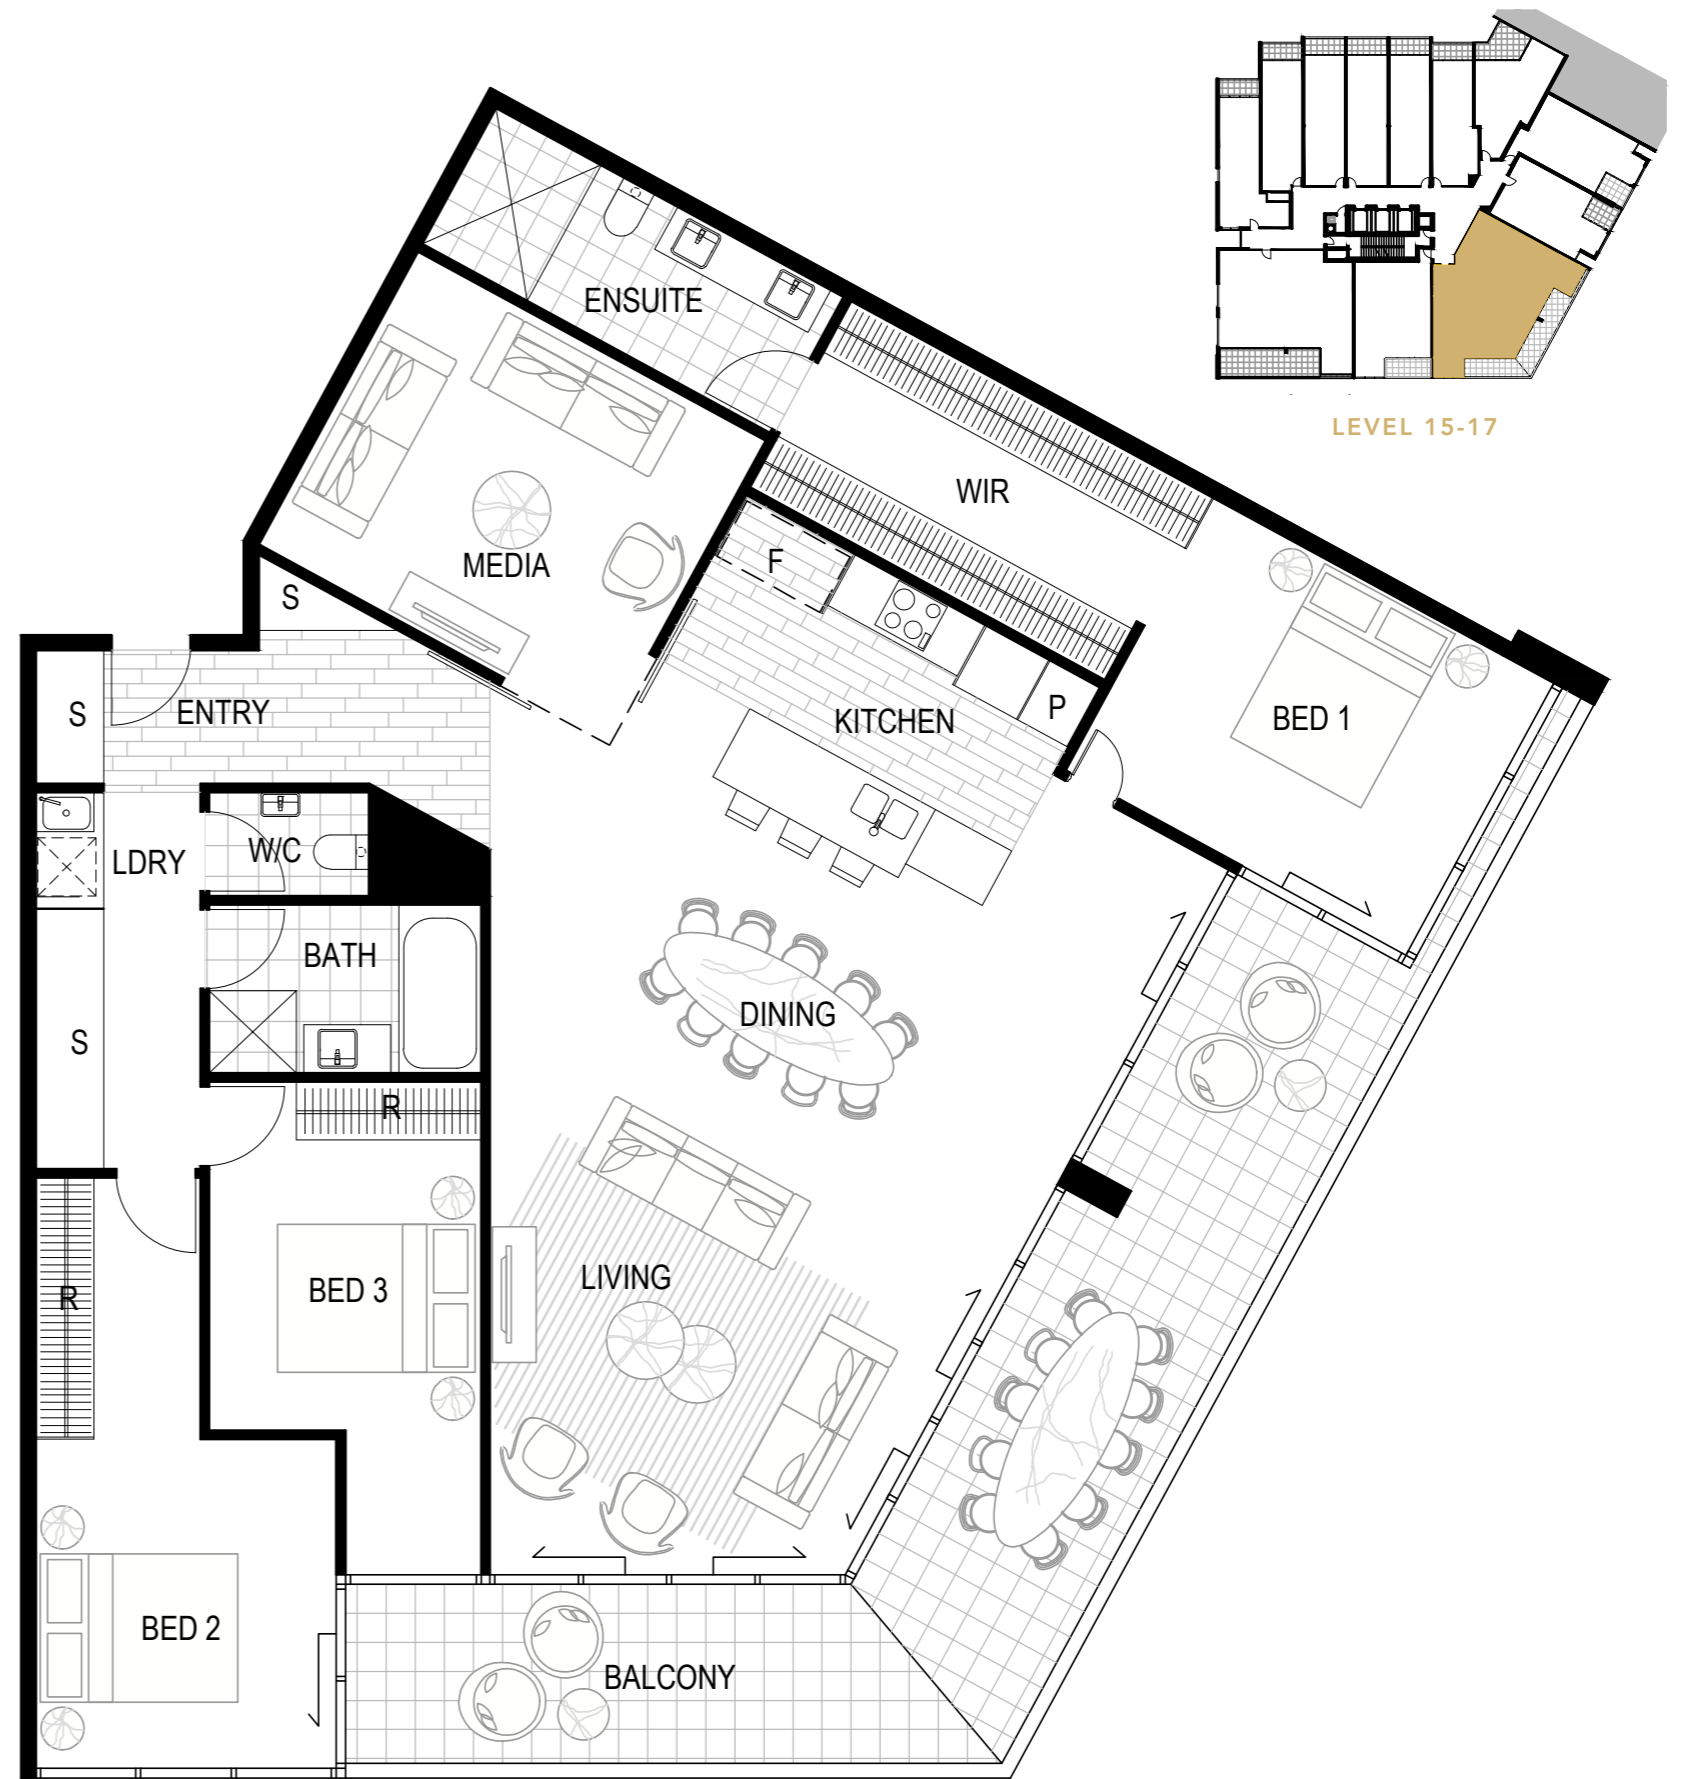 LEVEL 15-17
ENSUITE
WIR
MEDIA
F
S
S
ENTRY
KITCHEN
P
BED 1
LDRY
W/C
BATH
DINING
S
R
BED 3
LIVING
R
BED 2
BALCONY